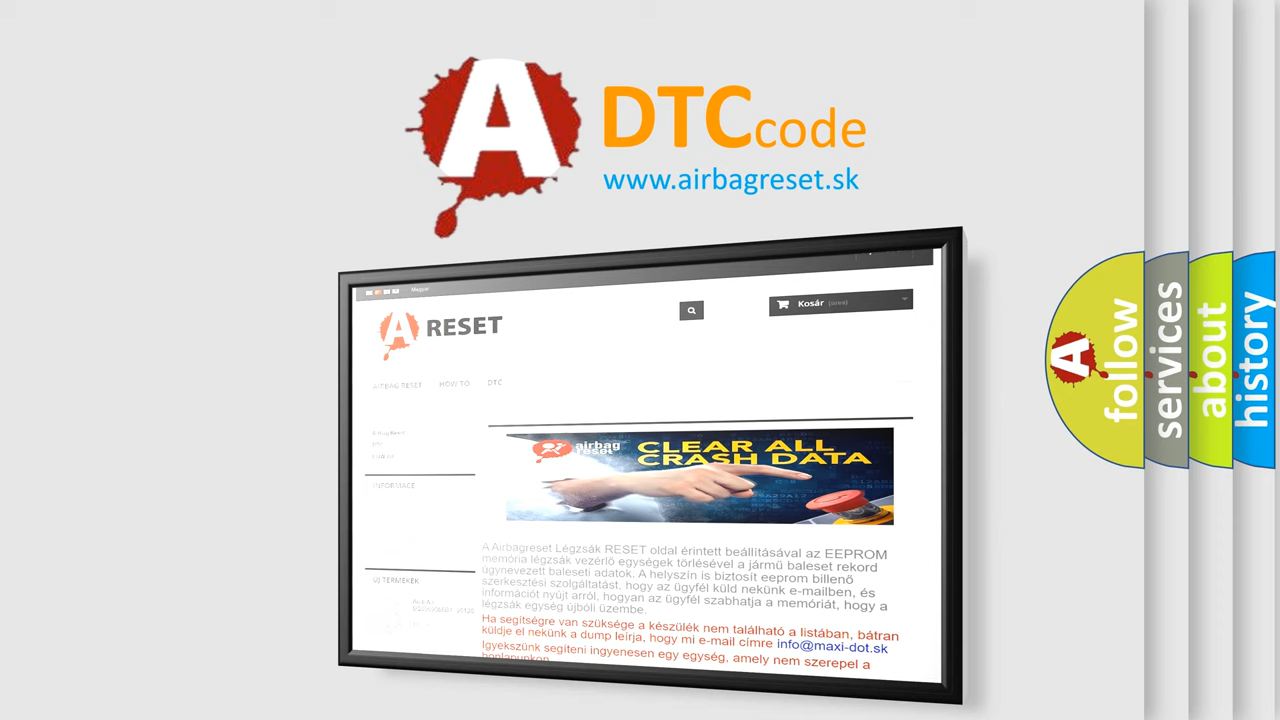 A
DTCcode
www.airbagreset.sk
Magyar
A RESET
Kosár (üres)
AIRBAG RESET HOW TO DTC
INFORMACE
ÚJ TERMÉKEK
airbag
reset
CLEAR ALL
CRASH DATA
A Airbagreset Légzsák RESET oldal érintett beállításával az EEPROM
memória légzsák vezérlő egységek törlésével a jármű baleset rekord
úgynevezett baleseti adatok. A helyszín is biztosít eeprom billenő
szerkesztési szolgáltatást, hogy az ügyfél küld nekünk e-mailben, és
információt nyújt arról, hogyan az ügyfél szabhatja a memóriát, hogy a
légzsák egység újbóli üzembe.
Ha segítségre van szüksége a készülék nem található a listában, bátran
küldje el nekünk a dump leírja, hogy mi e-mail címre info@maxi-dot.sk
Igyekszünk segíteni ingyenesen egy egység, amely nem szerepel a
honlapunkon
A
follow
services
about
history